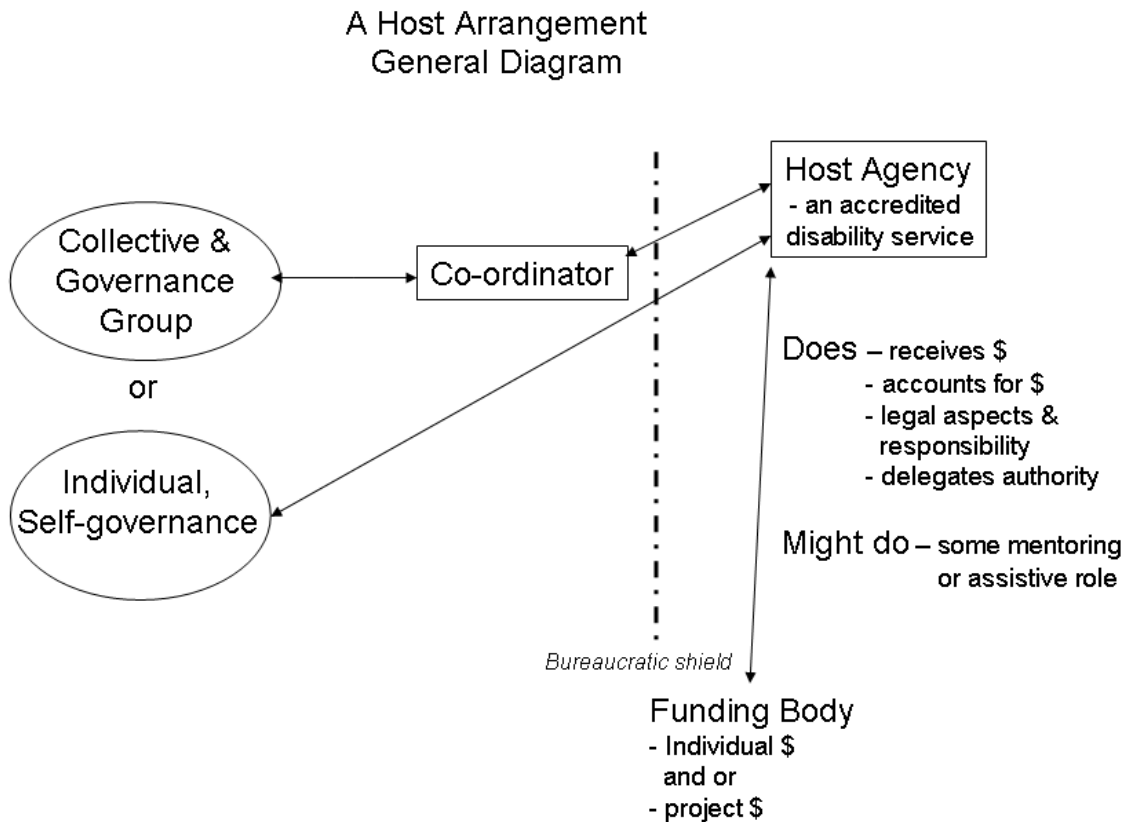 A Host Arrangement
General Diagram
Collective &
Governance
Group
or
Individual,
Self-governance
Co-ordinator
Host Agency
- an accredited
disability service
Does – receives $
- accounts for $
- legal aspects &
responsibility
- delegates authority
Might do – some mentoring
or assistive role
Bureaucratic shield
Funding Body
- Individual $
and or
- project $